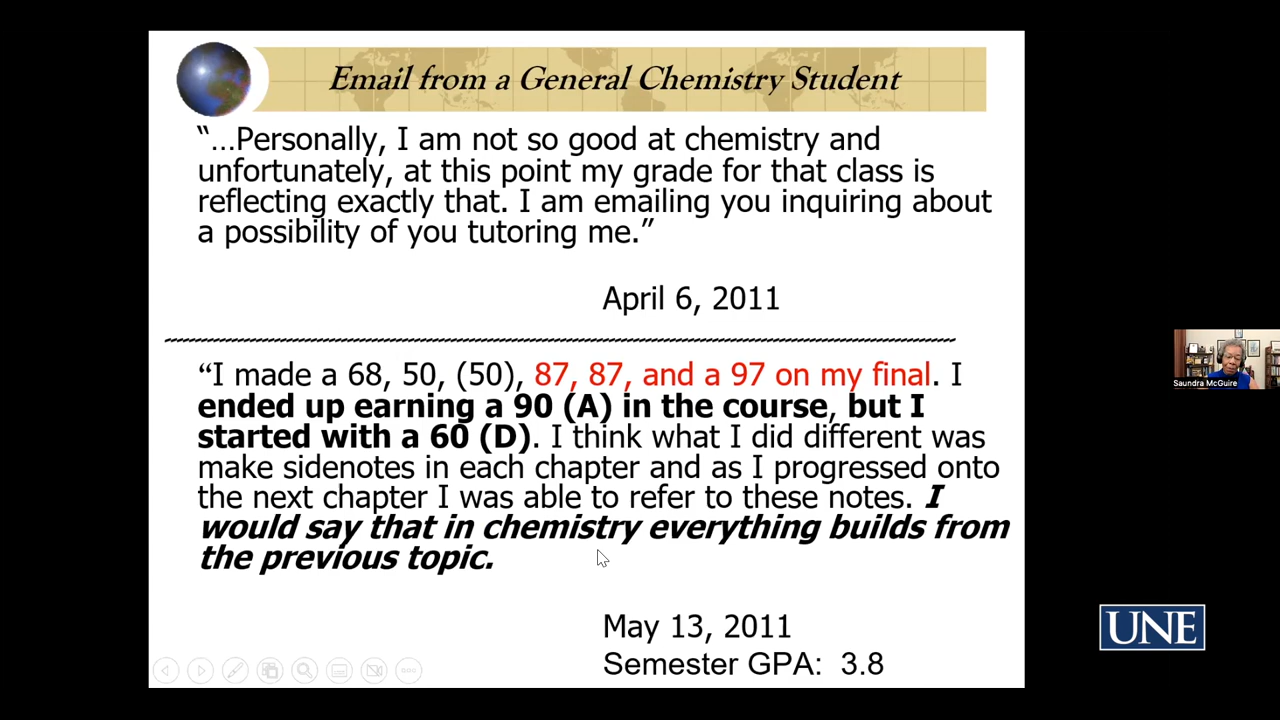 Email from a General Chemistry Student
“…Personally, I am not so good at chemistry and
unfortunately, at this point my grade for that class is
reflecting exactly that. I am emailing you inquiring about
a possibility of you tutoring me.”
April 6, 2011
“I made a 68, 50, (50), 87, 87, and a 97 on my final. I
ended up earning a 90 (A) in the course, but I
started with a 60 (D). I think what I did different was
make sidenotes in each chapter and as I progressed onto
the next chapter I was able to refer to these notes. I
would say that in chemistry everything builds from
the previous topic.
May 13, 2011
Semester GPA: 3.8
Saundra McGuire
UNE